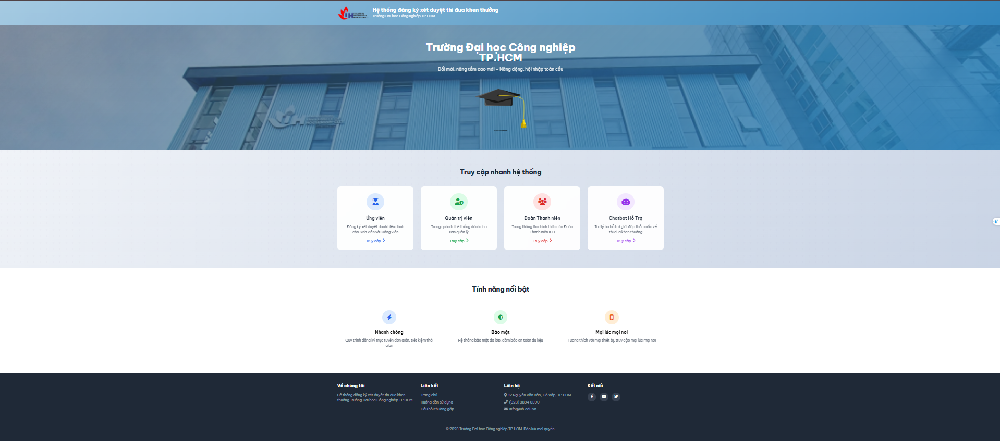 Hệ thống đăng ký xét duyệt thi đua khen thưởng
Trường Đại học Công nghiệp TP.HCM
Trường Đại học Công nghiệp
TP.HCM
Đổi mới, nâng tầm cao mới – Năng động, hội nhập toàn cầu
Truy cập nhanh hệ thống
Ứng viên
Đăng ký xét duyệt danh hiệu dành
cho Sinh viên và Giảng viên
Truy cập
Quản trị viên
Trang quản trị hệ thống dành cho
Ban quản lý
Truy cập
Đoàn Thanh niên
Trang thông tin chính thức của Đoàn
Thanh niên IUH
Truy cập
Chatbot Hỗ Trợ
Trợ lý ảo hỗ trợ giải đáp thắc mắc về
thi đua khen thưởng
Truy cập
Tính năng nổi bật
Nhanh chóng
Quy trình đăng ký trực tuyến đơn giản, tiết kiệm thời
gian
Bảo mật
Hệ thống bảo mật đa lớp, đảm bảo an toàn dữ liệu
Mọi lúc mọi nơi
Tương thích với mọi thiết bị, truy cập mọi lúc mọi nơi
Về chúng tôi
Hệ thống đăng ký xét duyệt thi đua khen
thưởng Trường Đại học Công nghiệp TP.HCM
Liên kết
Trang chủ
Hướng dẫn sử dụng
Câu hỏi thường gặp
Liên hệ
12 Nguyễn Văn Bảo, Gò Vấp, TP.HCM
(028) 3894 0390
info@iuh.edu.vn
Kết nối
© 2023 Trường Đại học Công nghiệp TP.HCM. Bảo lưu mọi quyền.